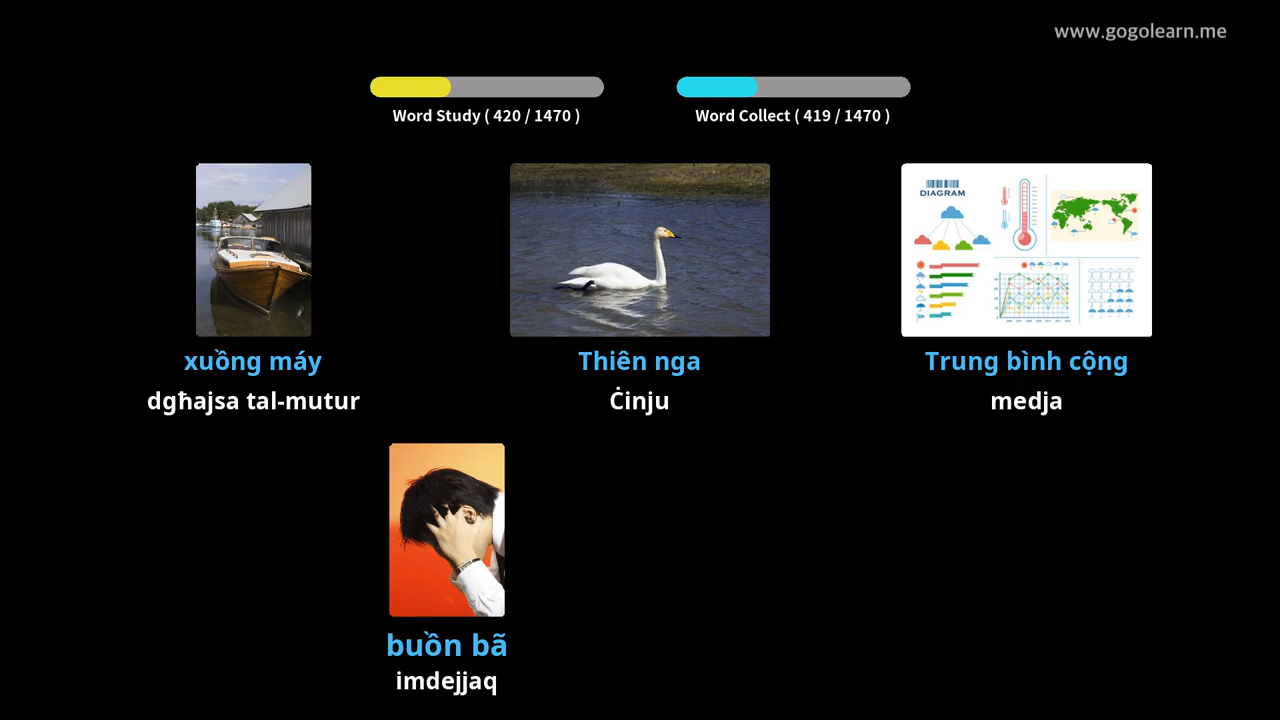 www.gogolearn.me
Word Study ( 420 / 1470 )
Word Collect ( 419 / 1470 )
DIAGRAM
xuồng máy
Thiên nga
Trung bình cộng
dgħajsa tal-mutur
Ċinju
medja
buồn bã
imdejjaq